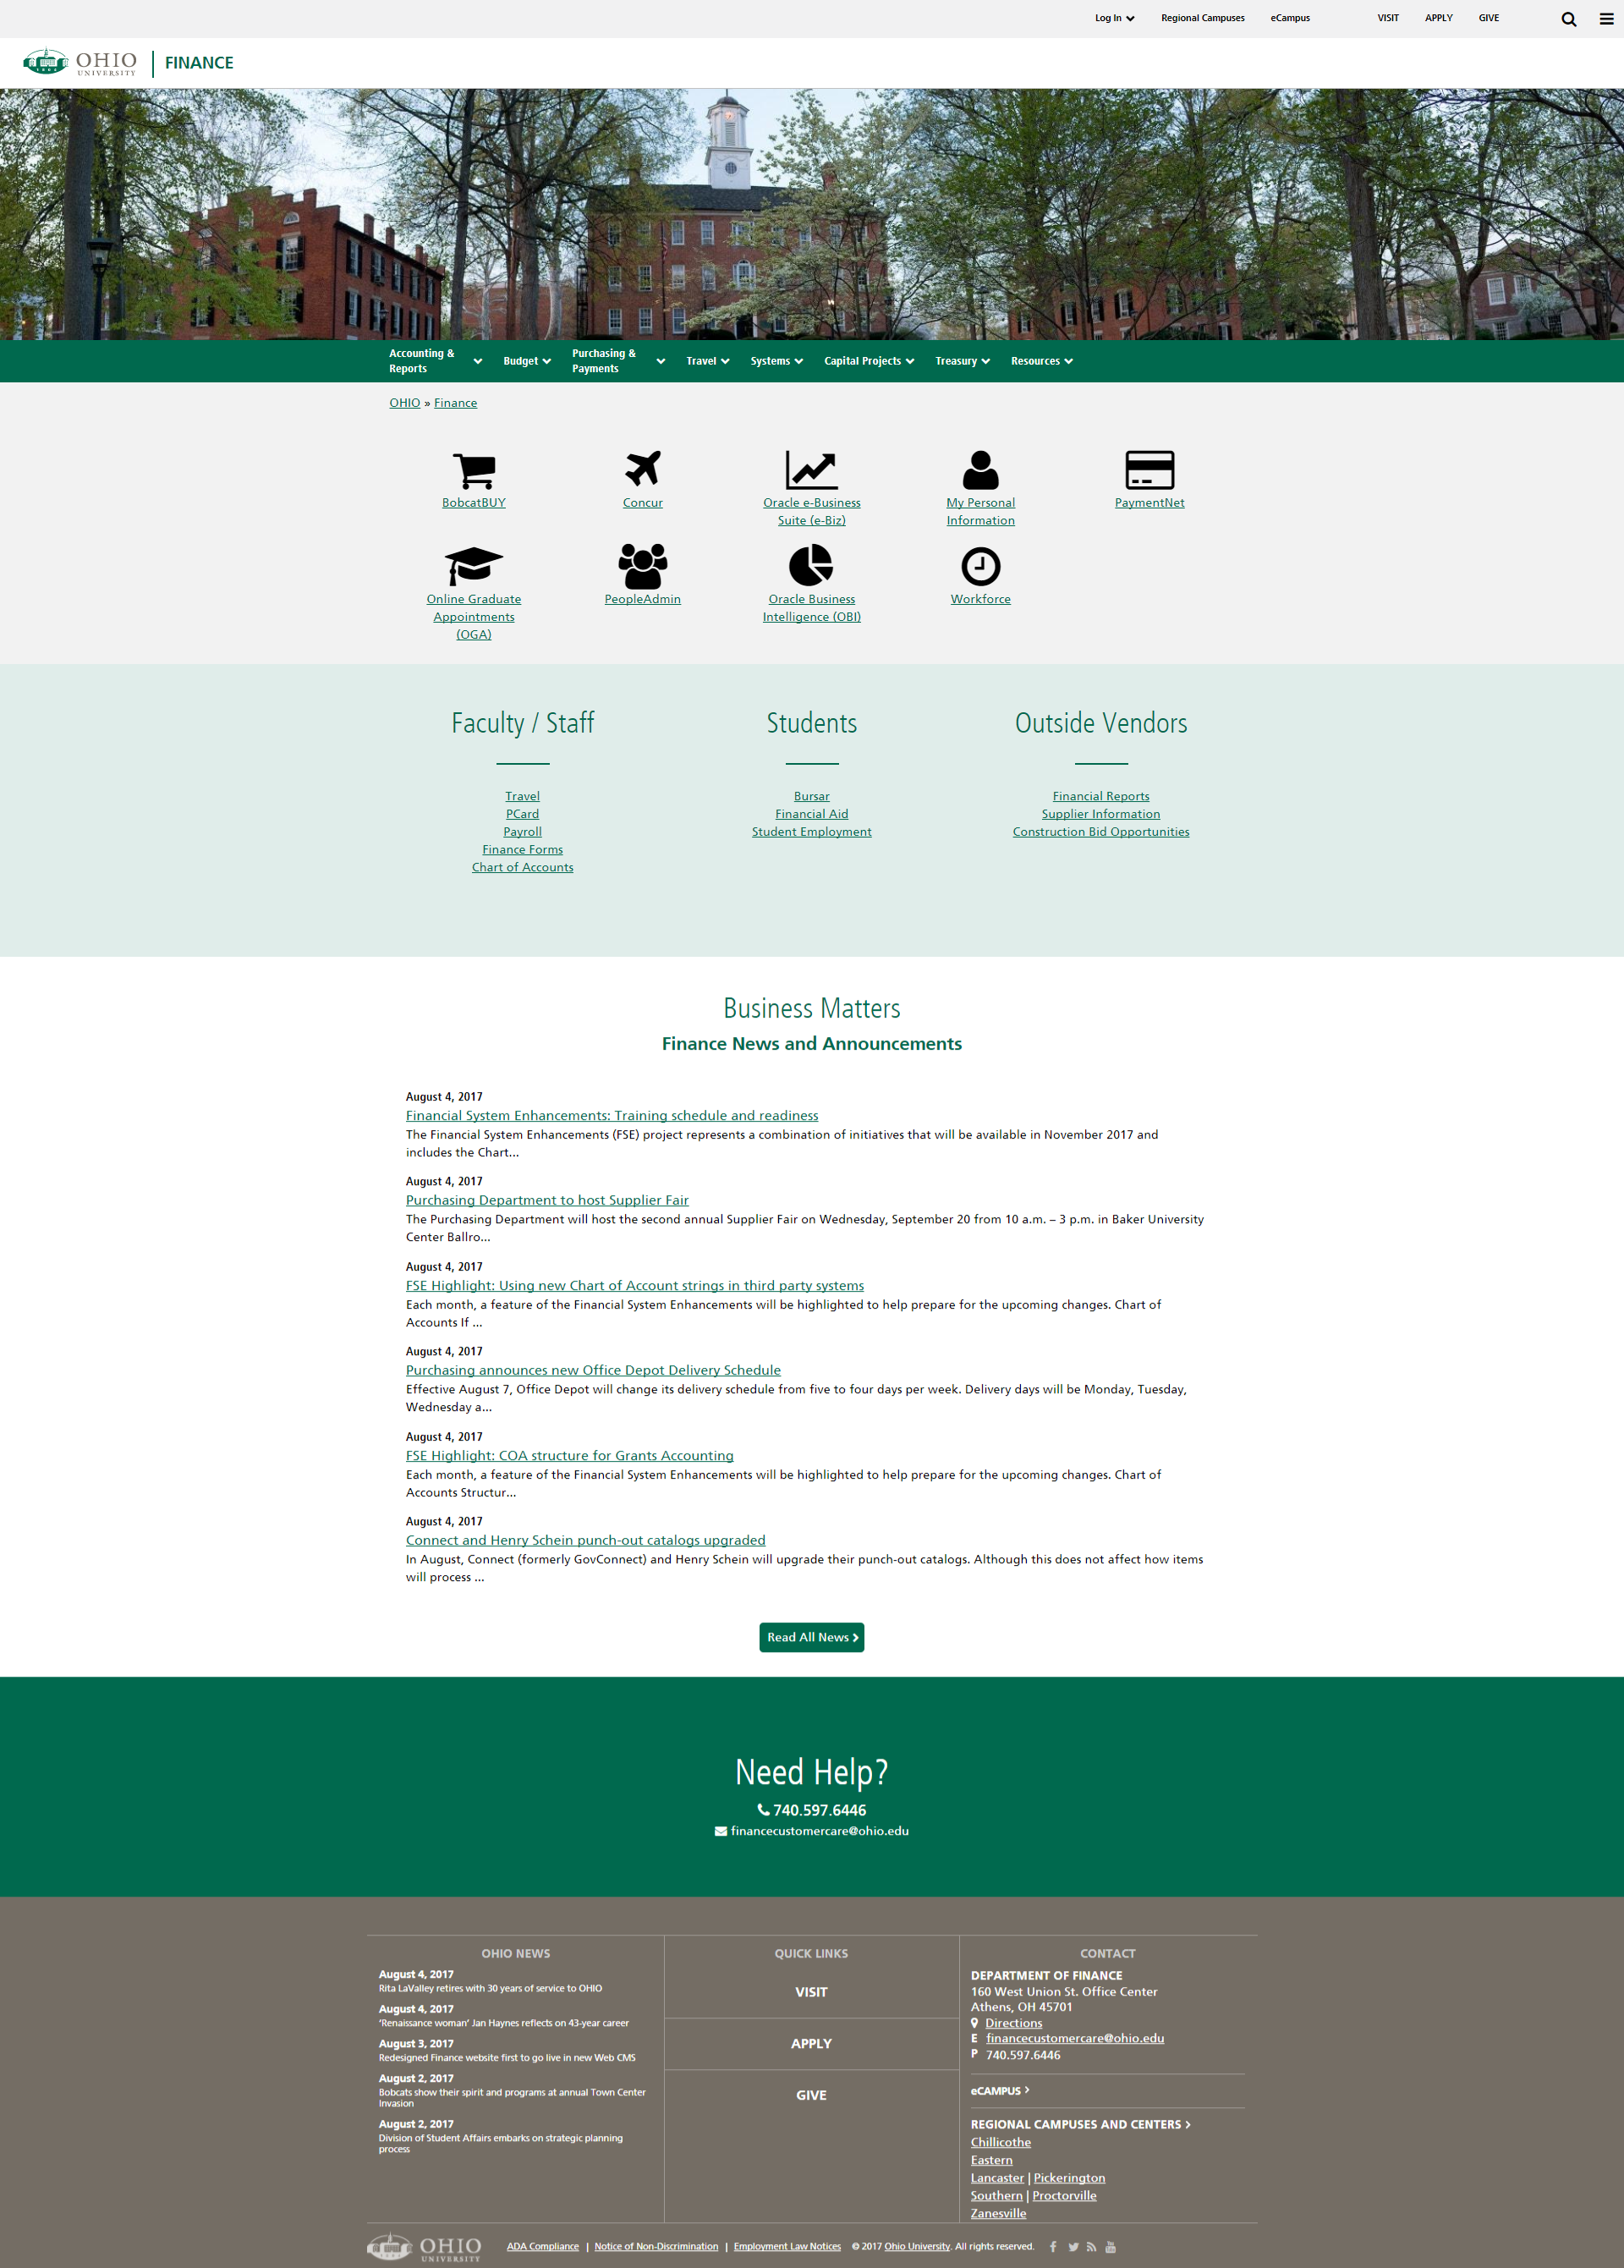 Log In
Regional Campuses
eCampus
VISIT
APPLY
GIVE
OHIO
UNIVERSITY
FINANCE
Accounting &
Reports
Budget
Purchasing &
Payments
Travel
Systems
Capital Projects
Treasury
Resources
OHIO » Finance
BobcatBUY
Concur
Oracle e-Business
Suite (e-Biz)
My Personal
Information
PaymentNet
Online Graduate
Appointments
(OGA)
PeopleAdmin
Oracle Business
Intelligence (OBI)
Workforce
Faculty / Staff
Travel
PCard
Payroll
Finance Forms
Chart of Accounts
Students
Bursar
Financial Aid
Student Employment
Outside Vendors
Financial Reports
Supplier Information
Construction Bid Opportunities
Business Matters
Finance News and Announcements
August 4, 2017
Financial System Enhancements: Training schedule and readiness
The Financial System Enhancements (FSE) project represents a combination of initiatives that will be available in November 2017 and
includes the Chart...
August 4, 2017
Purchasing Department to host Supplier Fair
The Purchasing Department will host the second annual Supplier Fair on Wednesday, September 20 from 10 a.m. – 3 p.m. in Baker University
Center Ballro...
August 4, 2017
FSE Highlight: Using new Chart of Account strings in third party systems
Each month, a feature of the Financial System Enhancements will be highlighted to help prepare for the upcoming changes. Chart of
Accounts If ...
August 4, 2017
Purchasing announces new Office Depot Delivery Schedule
Effective August 7, Office Depot will change its delivery schedule from five to four days per week. Delivery days will be Monday, Tuesday,
Wednesday a...
August 4, 2017
FSE Highlight: COA structure for Grants Accounting
Each month, a feature of the Financial System Enhancements will be highlighted to help prepare for the upcoming changes. Chart of
Accounts Structur...
August 4, 2017
Connect and Henry Schein punch-out catalogs upgraded
In August, Connect (formerly GovConnect) and Henry Schein will upgrade their punch-out catalogs. Although this does not affect how items
will process ...
Read All News
Need Help?
740.597.6446
financecustomercare@ohio.edu
OHIO NEWS
August 4, 2017
Rita LaValley retires with 30 years of service to OHIO
August 4, 2017
‘Renaissance woman’ Jan Haynes reflects on 43-year career
August 3, 2017
Redesigned Finance website first to go live in new Web CMS
August 2, 2017
Bobcats show their spirit and programs at annual Town Center
Invasion
August 2, 2017
Division of Student Affairs embarks on strategic planning
process
QUICK LINKS
VISIT
APPLY
GIVE
CONTACT
DEPARTMENT OF FINANCE
160 West Union St. Office Center
Athens, OH 45701
Directions
E financecustomercare@ohio.edu
P 740.597.6446
eCAMPUS
REGIONAL CAMPUSES AND CENTERS
Chillicothe
Eastern
Lancaster | Pickerington
Southern | Proctorville
Zanesville
OHIO
UNIVERSITY
ADA Compliance | Notice of Non-Discrimination | Employment Law Notices © 2017 Ohio University. All rights reserved.